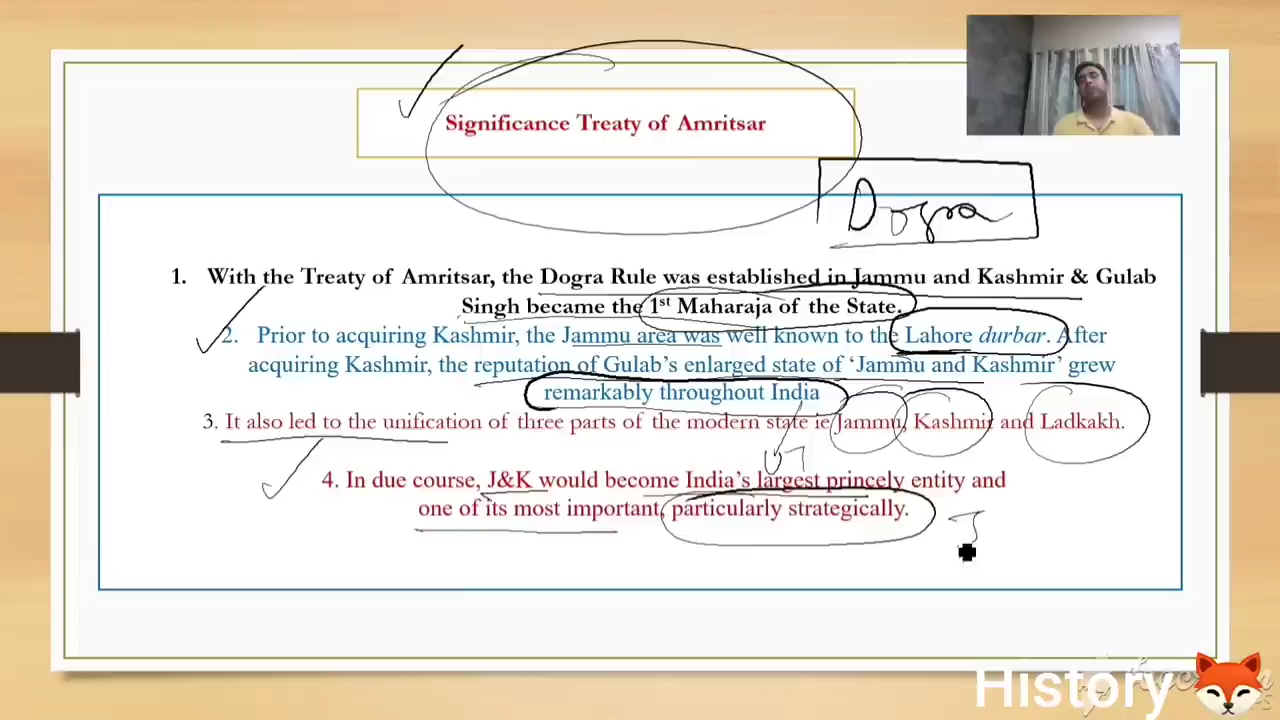 Significance Treaty of Amritsar
Dogra
1. With the Treaty of Amritsar, the Dogra Rule was established in Jammu and Kashmir & Gulab
Singh became the 1st Maharaja of the State.
2. Prior to acquiring Kashmir, the Jammu area was well known to the Lahore durbar. After
acquiring Kashmir, the reputation of Gulab's enlarged state of 'Jammu and Kashmir' grew
remarkably throughout India
3. It also led to the unification of three parts of the modern state ie Jammu, Kashmir and Ladkakh.
4. In due course, J&K would become India's largest princely entity and
one of its most important, particularly strategically.
History